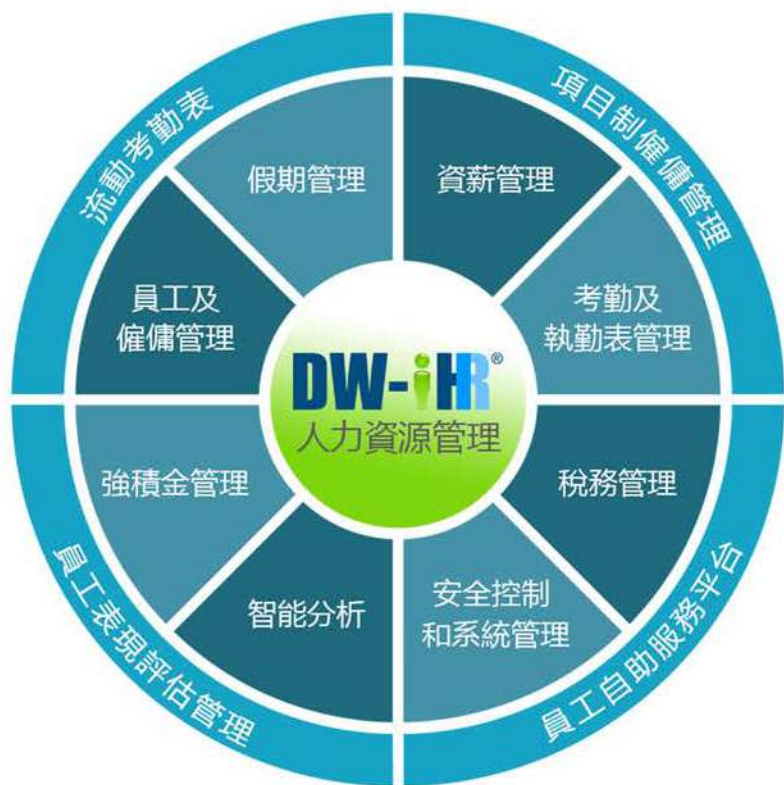 流動考勤表
項目制僱傭管理
假期管理
資薪管理
員工及
僱傭管理
考勤及
執勤表管理
DW-iHR®
人力資源管理
強積金管理
稅務管理
智能分析
安全控制
和系統管理
員工表現評估管理
員工自助服務平台